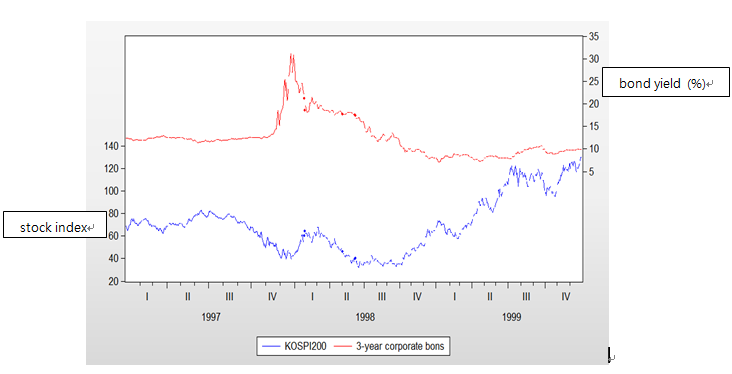 35
30
bond yield (%)
25
20
15
140
10
120
5
100
80
stock index
60
40
20
I II III IV I II III IV I II III IV
1997 1998 1999
KOSPI200 3-year corporate bons